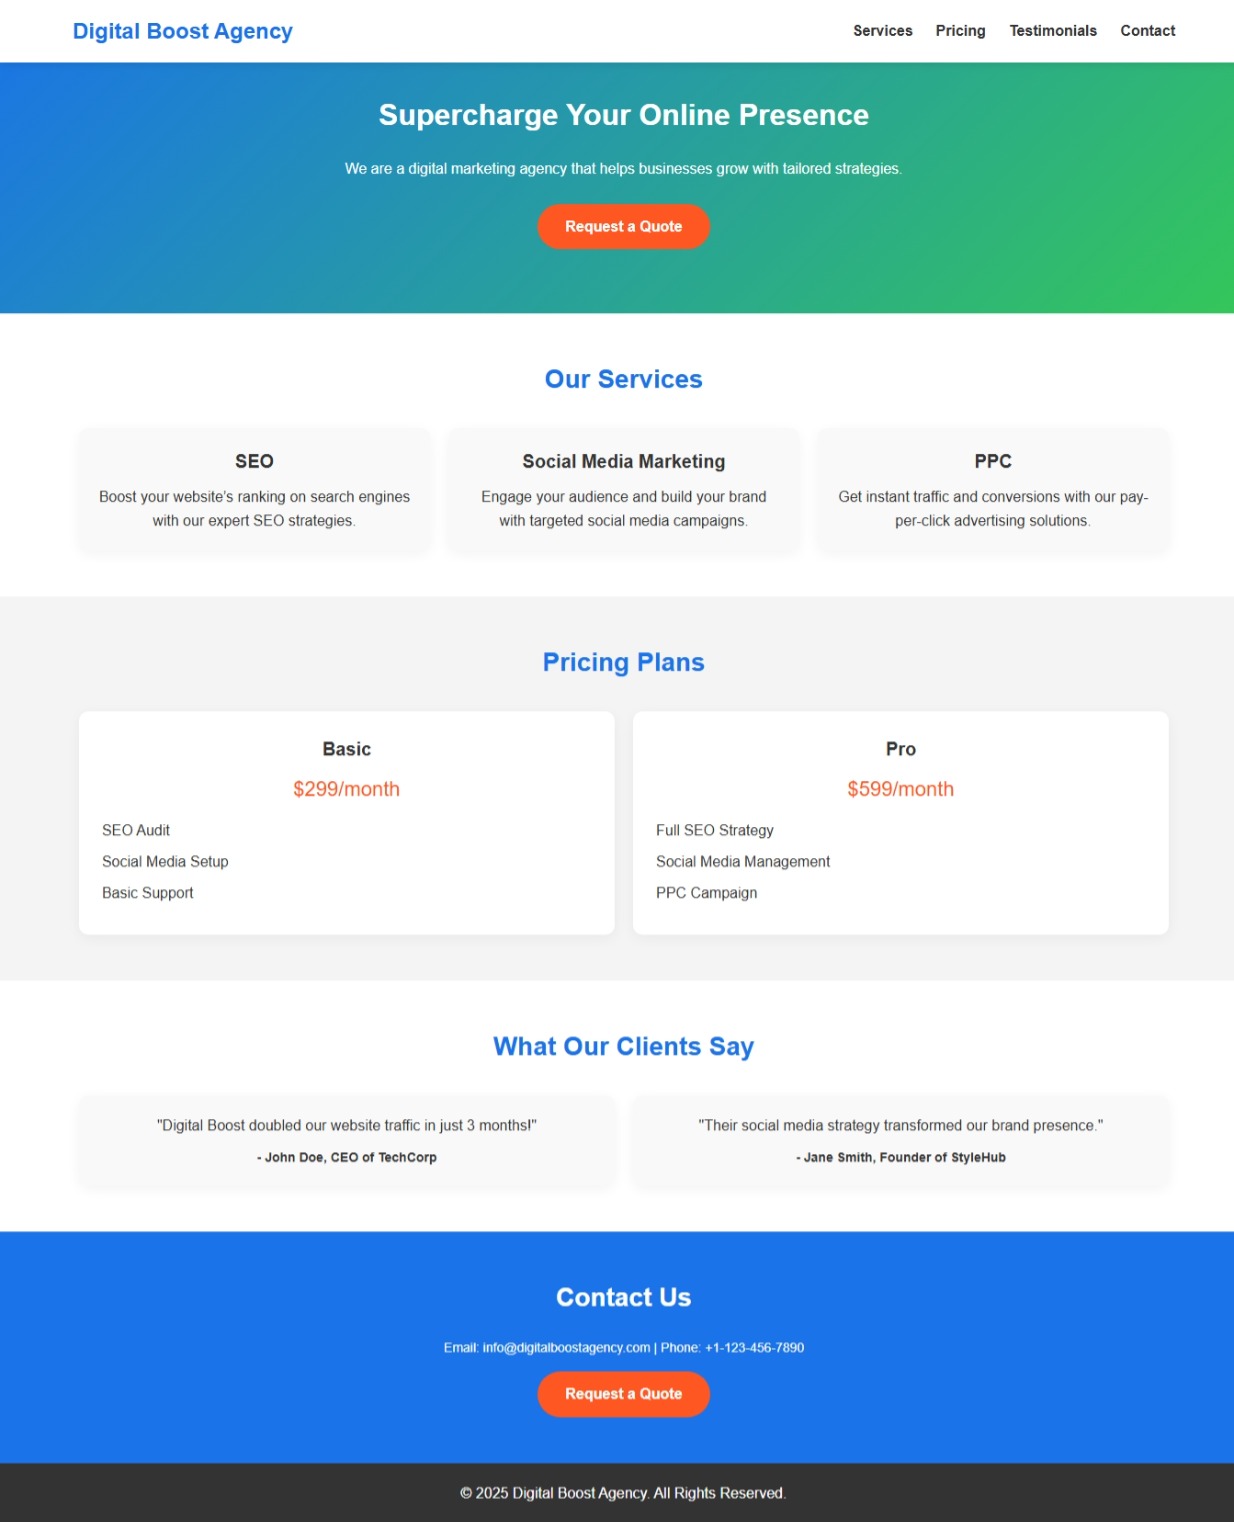 Digital Boost Agency
Services Pricing Testimonials Contact
Supercharge Your Online Presence
We are a digital marketing agency that helps businesses grow with tailored strategies.
Request a Quote
Our Services
SEO
Boost your website's ranking on search engines
with our expert SEO strategies.
Social Media Marketing
Engage your audience and build your brand
with targeted social media campaigns.
PPC
Get instant traffic and conversions with our pay-
per-click advertising solutions.
Pricing Plans
Basic
$299/month
SEO Audit
Social Media Setup
Basic Support
Pro
$599/month
Full SEO Strategy
Social Media Management
PPC Campaign
What Our Clients Say
"Digital Boost doubled our website traffic in just 3 months!"
- John Doe, CEO of TechCorp
"Their social media strategy transformed our brand presence."
- Jane Smith, Founder of StyleHub
Contact Us
Email: info@digitalboostagency.com | Phone: +1-123-456-7890
Request a Quote
© 2025 Digital Boost Agency. All Rights Reserved.